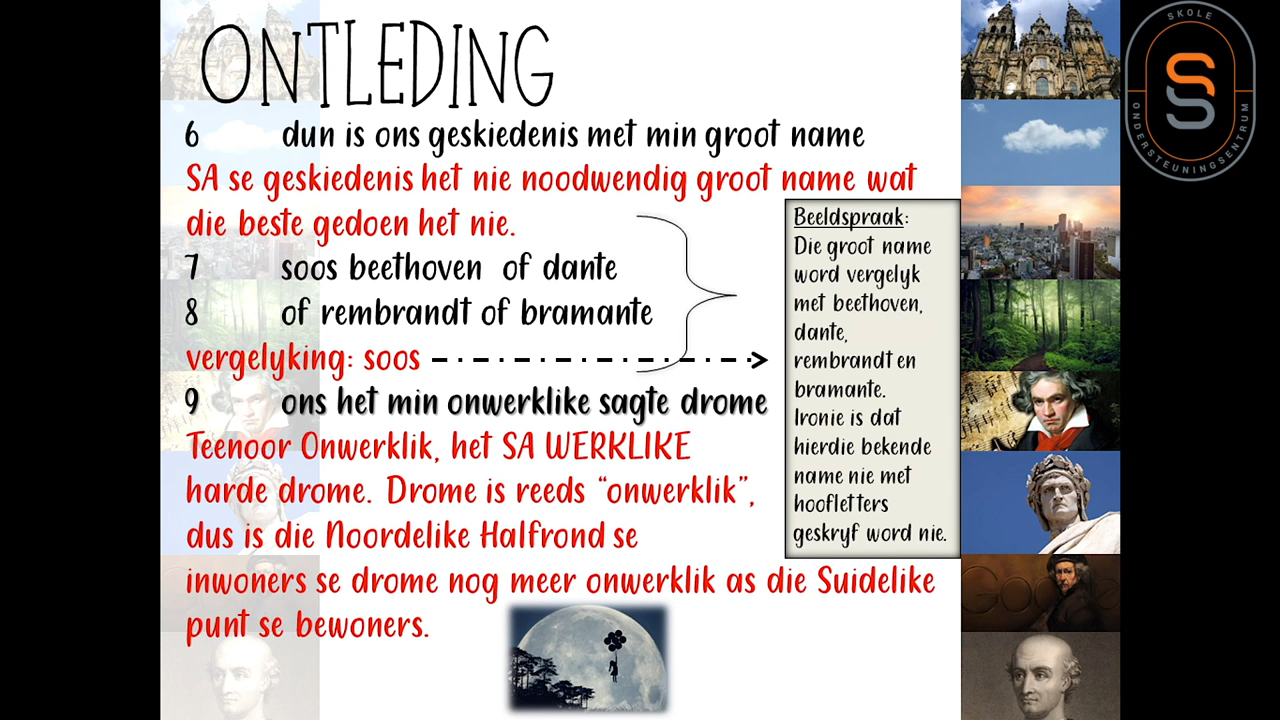 ONTLEDING
6 dun is ons geskiedenis met min groot name
SA se geskiedenis het nie noodwendig groot name wat
die beste gedoen het nie.
7 soos beethoven of dante
8 of rembrandt of bramante
vergelyking: soos
9 ons het min onwerklike sagte drome
Teenoor Onwerklik, het SA WERKLIKE
harde drome. Drome is reeds “onwerklik”,
dus is die Noordelike Halfrond se
inwoners se drome nog meer onwerklik as die Suidelike
punt se bewoners.
Beeldspraak:
Die groot name
word vergelyk
met beethoven,
dante,
rembrandt en
bramante.
Ironie is dat
hierdie bekende
name nie met
hoofletters
geskryf word nie.
SKOLE
SS
ONDERSTEUNINGSENTRUM
Google